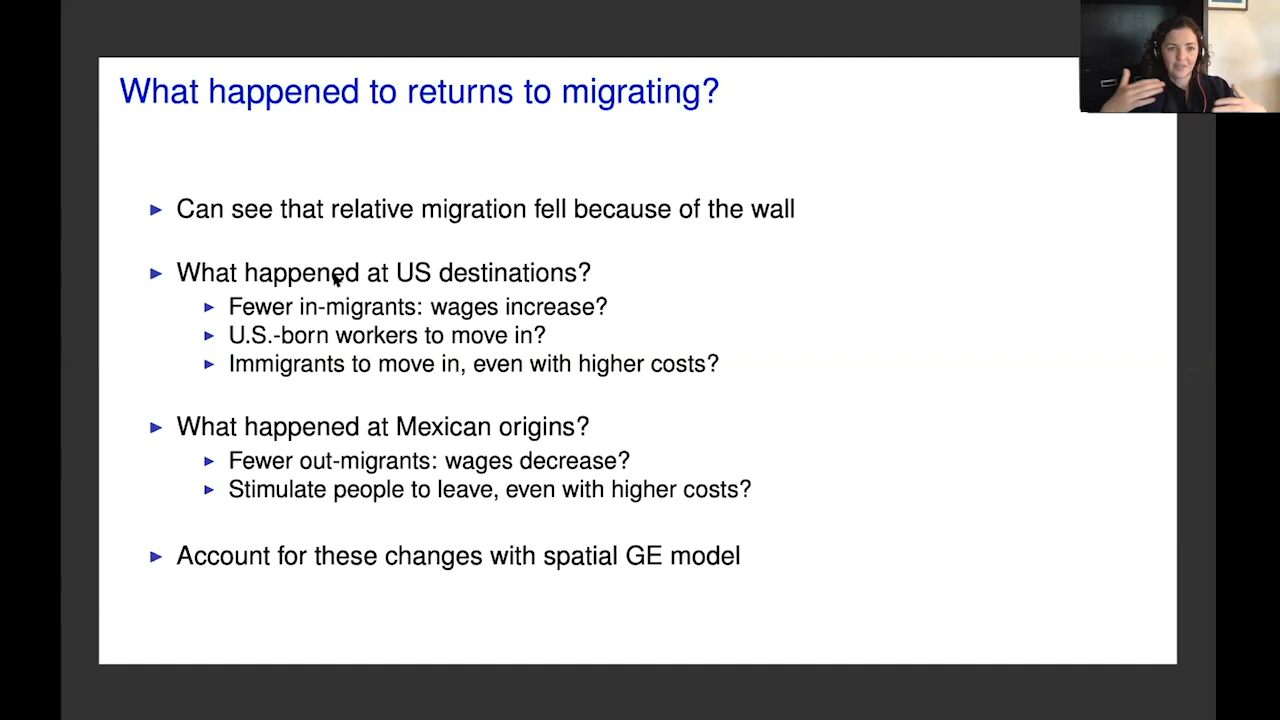 What happened to returns to migrating?
Can see that relative migration fell because of the wall
What happened at US destinations?
Fewer in-migrants: wages increase?
U.S.-born workers to move in?
Immigrants to move in, even with higher costs?
What happened at Mexican origins?
Fewer out-migrants: wages decrease?
Stimulate people to leave, even with higher costs?
Account for these changes with spatial GE model